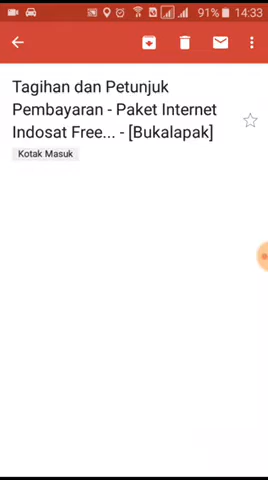 91% 14:33
Tagihan dan Petunjuk
Pembayaran - Paket Internet
Indosat Free... - [Bukalapak]
Kotak Masuk